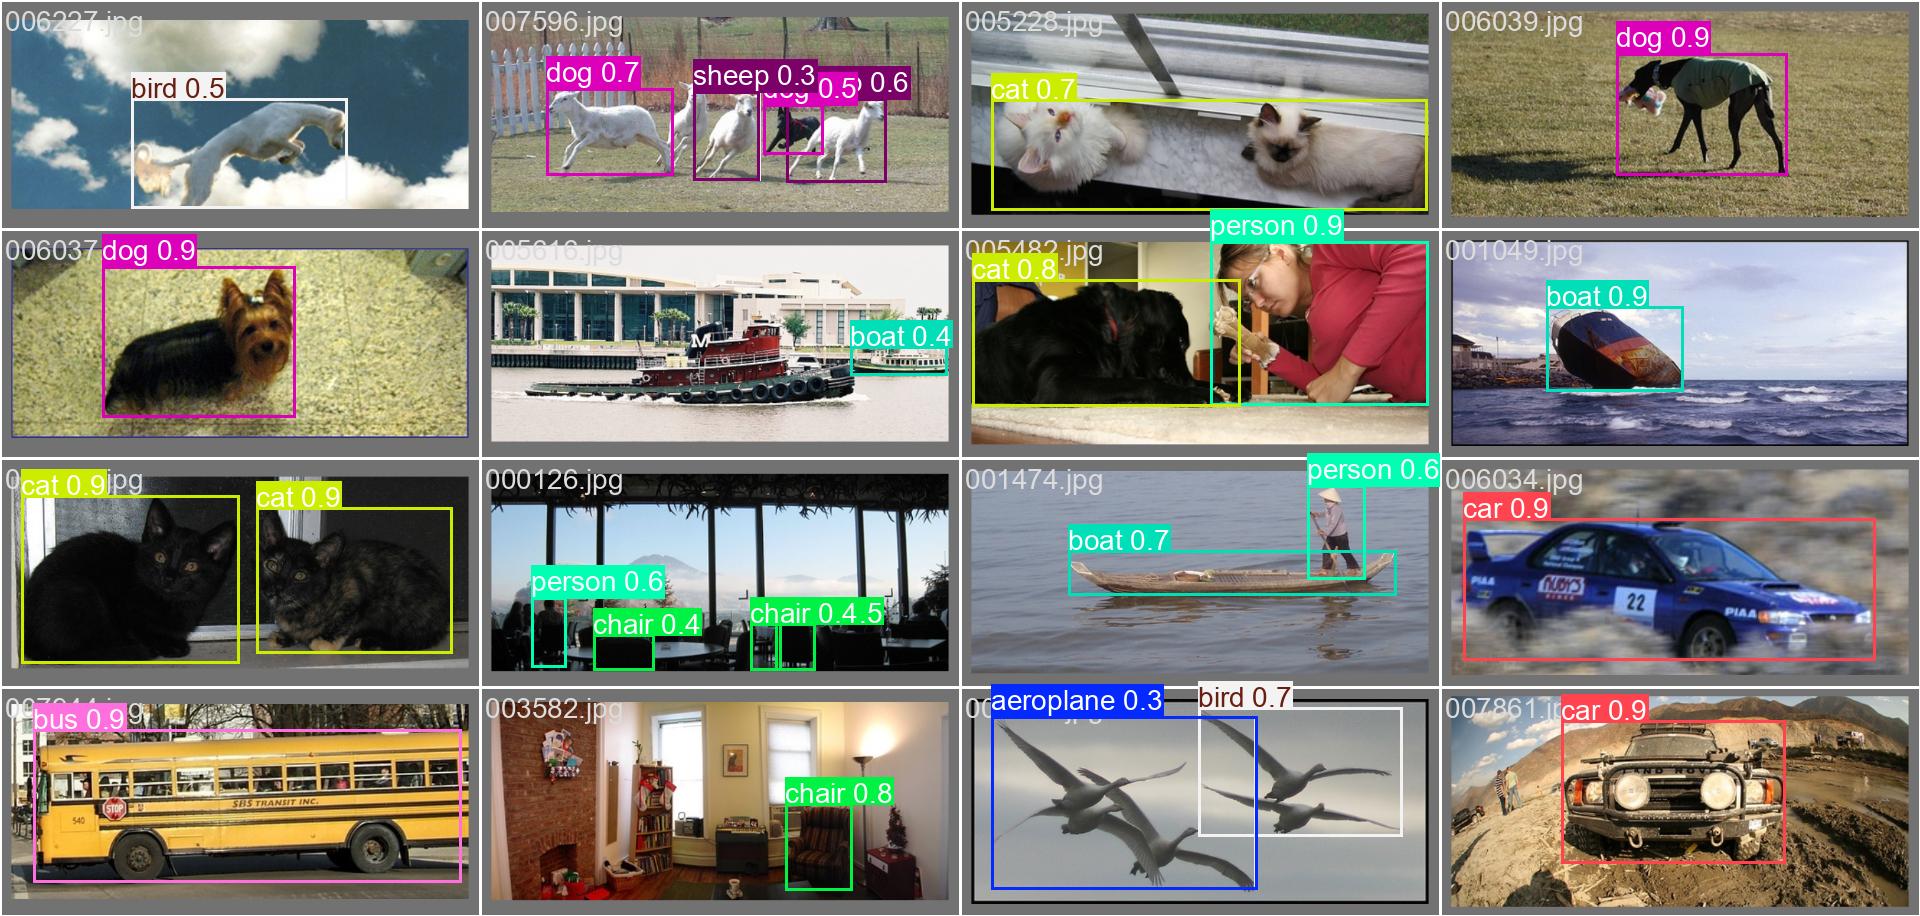 006227.jpg
bird 0.5
007596.jpg
dog 0.7
sheep 0.3
dog 0.5
0.6
005228.jpg
cat 0.7
006039.jpg
dog 0.9
006037
dog 0.9
005616.jpg
boat 0.4
M
005482.jpg
cat 0.8
person 0.9
001049.jpg
boat 0.9
cat 0.9
jpg
cat 0.9
000126.jpg
person 0.6
chair 0.4
chair 0.4
.5
001474.jpg
boat 0.7
person 0.6
006034.jpg
car 0.9
PIAA
22
PIAA
bus 0.9
SBS TRANSIT INC.
STOP
540
003582.jpg
chair 0.8
aeroplane 0.3
bird 0.7
007861.jp
car 0.9